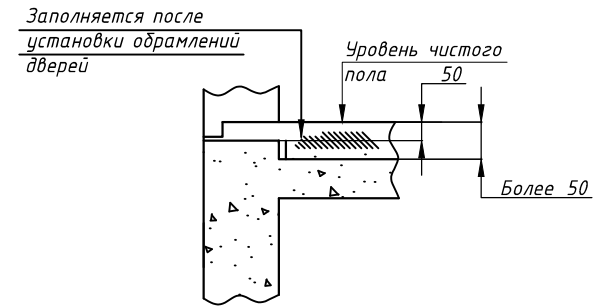 Заполняется после
установки обрамлений
дверей
Уровень чистого
пола
50
Более 50